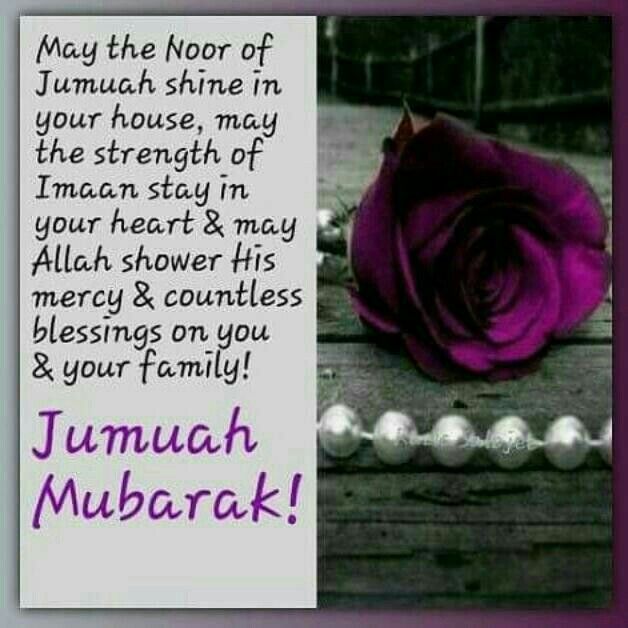 May the Noor of
Jumuah shine in
your house, may
the strength of
Imaan stay in
your heart & may
Allah shower His
mercy & countless
blessings on you
& your family!
Jumuah
Mubarak!